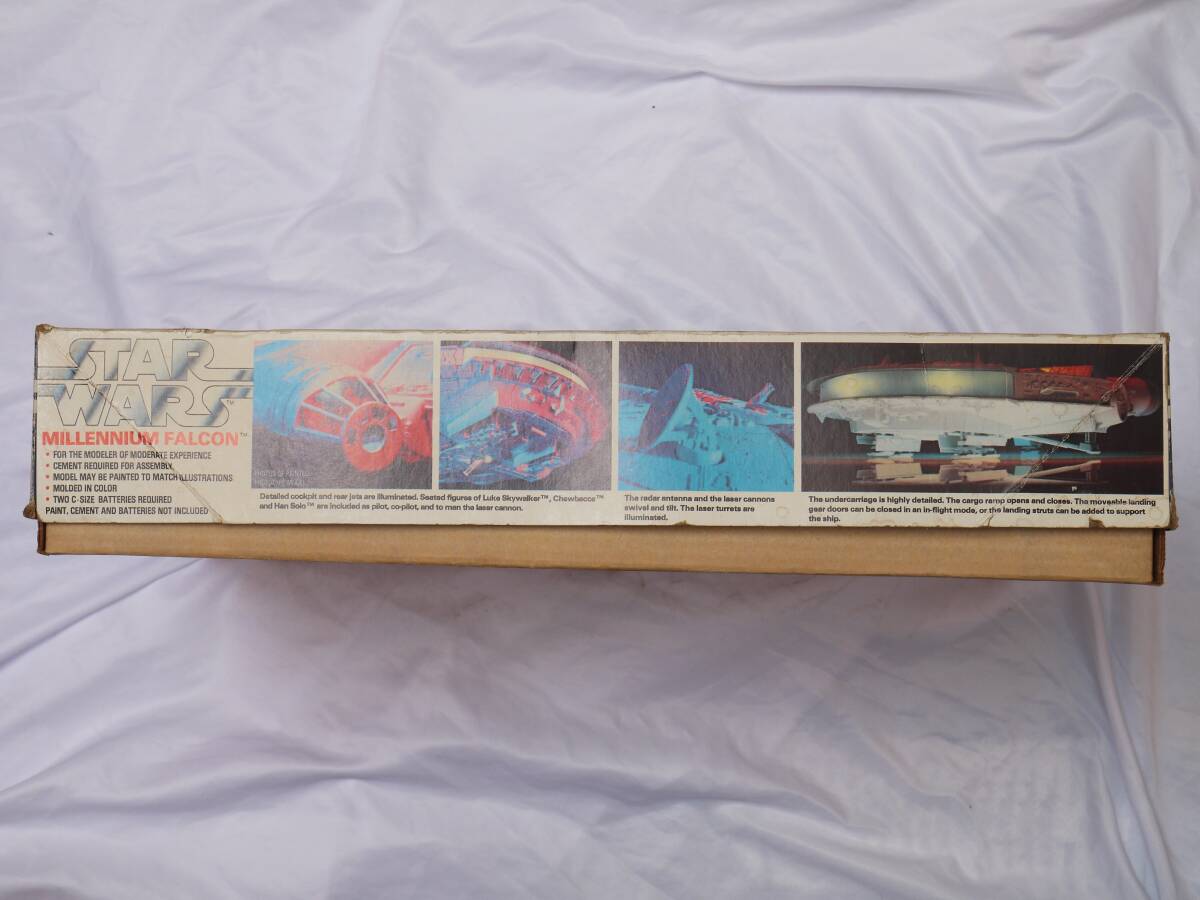 STAR
WARS™
MILLENNIUM FALCON™
• FOR THE MODELER OF MODERATE EXPERIENCE
• CEMENT REQUIRED FOR ASSEMBLY
• MODEL MAY BE PAINTED TO MATCH ILLUSTRATIONS
• MOLDED IN COLOR
• TWO C-SIZE BATTERIES REQUIRED
PAINT, CEMENT AND BATTERIES NOT INCLUDED
PHOTOS OF PAINTED
Detailed cockpit and rear jets are illuminated. Seated figures of Luke Skywalker™, Chewbacca™
and Han Solo™ are included as pilot, co-pilot, and to man the laser cannon.
The radar antenna and the laser cannons
swivel and tilt. The laser turrets are
illuminated.
The undercarriage is highly detailed. The cargo ramp opens and closes. The moveable landing
gear doors can be closed in an in-flight mode, or the landing struts can be added to support
the ship.